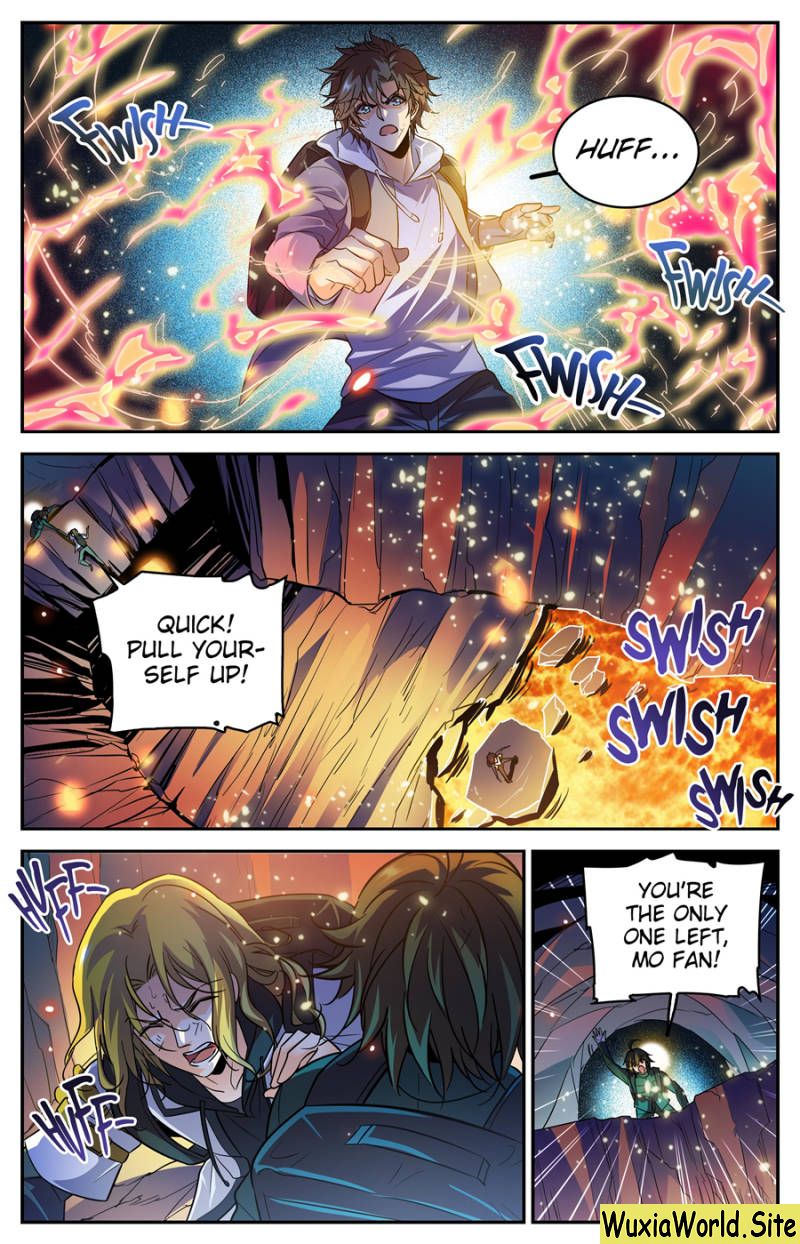 FWISH-
HUFF...
FWISH-
FWISH-
QUICK!
PULL YOUR-
SELF UP!
SWISH
SWISH
SWISH
HUFF-
HUFF-
YOU'RE
THE ONLY
ONE LEFT,
MO FAN!
WuxiaWorld.Site